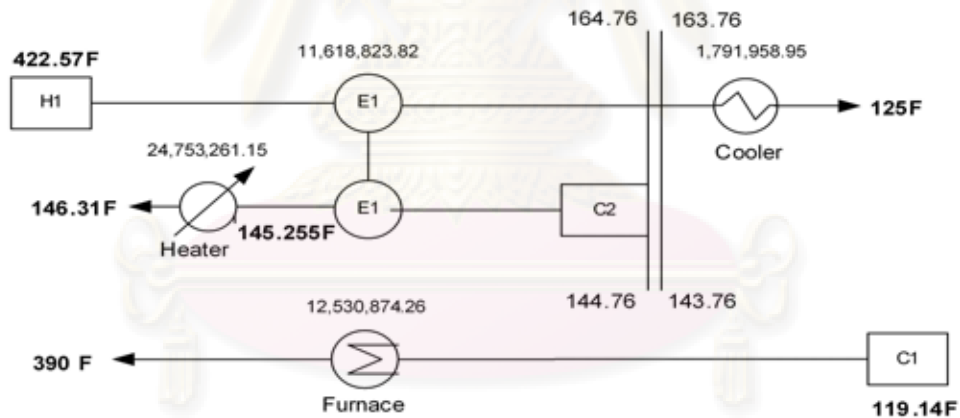 164.76 163.76
11,618,823.82 1,791,958.95
422.57F
H1 E1 125F
Cooler
24,753,261.15
146.31F E1 C2
145.255F
Heater
144.76 143.76
12,530,874.26
390 F C1
Furnace
119.14F